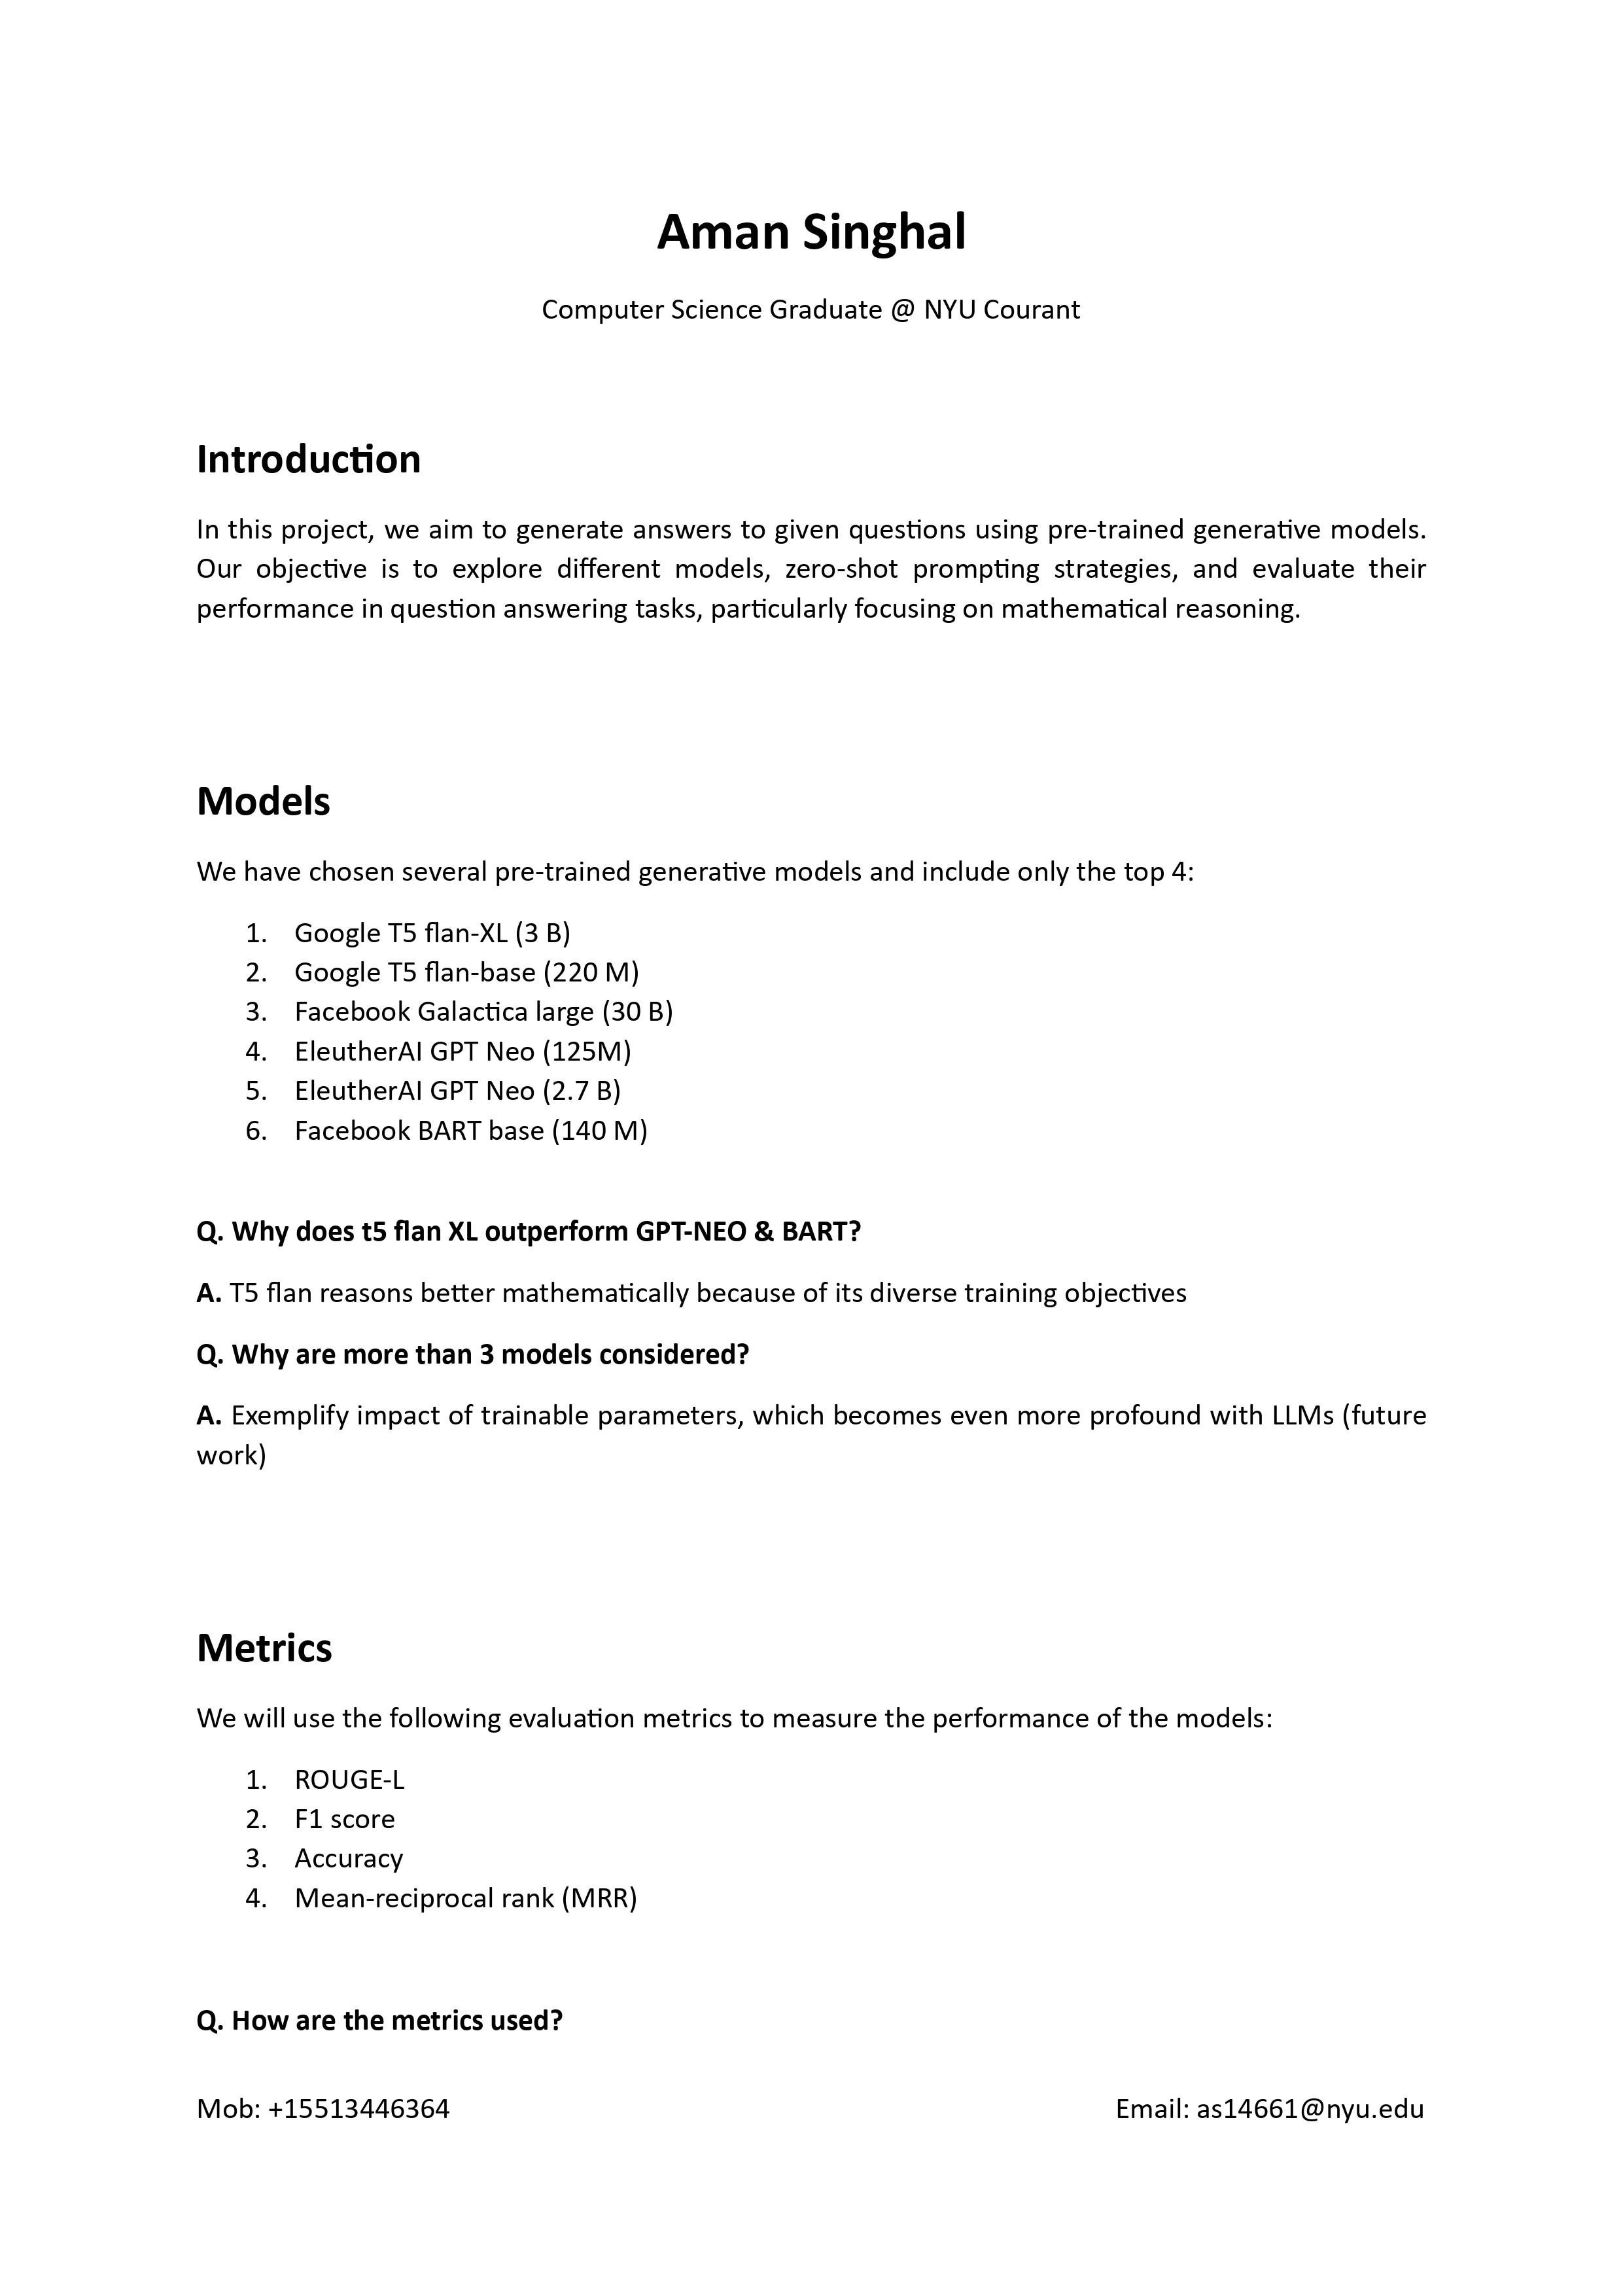 Aman Singhal
Computer Science Graduate @ NYU Courant
Introduction
In this project, we aim to generate answers to given questions using pre-trained generative models.
Our objective is to explore different models, zero-shot prompting strategies, and evaluate their
performance in question answering tasks, particularly focusing on mathematical reasoning.
Models
We have chosen several pre-trained generative models and include only the top 4:
1. Google T5 flan-XL (3 B)
2. Google T5 flan-base (220 M)
3. Facebook Galactica large (30 B)
4. EleutherAI GPT Neo (125M)
5. EleutherAI GPT Neo (2.7 B)
6. Facebook BART base (140 M)
Q. Why does t5 flan XL outperform GPT-NEO & BART?
A. T5 flan reasons better mathematically because of its diverse training objectives
Q. Why are more than 3 models considered?
A. Exemplify impact of trainable parameters, which becomes even more profound with LLMs (future
work)
Metrics
We will use the following evaluation metrics to measure the performance of the models:
1. ROUGE-L
2. F1 score
3. Accuracy
4. Mean-reciprocal rank (MRR)
Q. How are the metrics used?
Mob: +15513446364 Email: as14661@nyu.edu